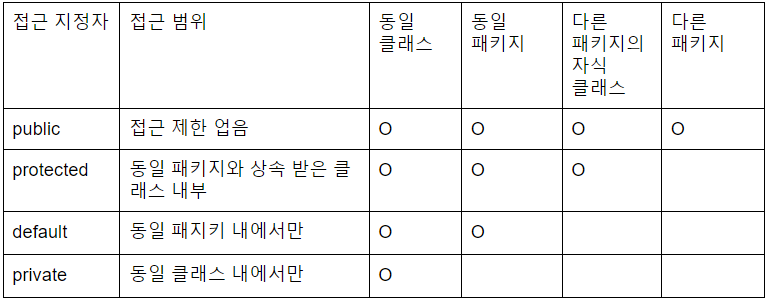 접근 지정자 접근 범위 동일 동일 다른 다른
클래스 패키지 패키지의 패키지
자식
클래스
public 접근 제한 업음 O O O O
protected 동일 패키지와 상속 받은 클 O O O
래스 내부
default 동일 패지키 내에서만 O O
private 동일 클래스 내에서만 O